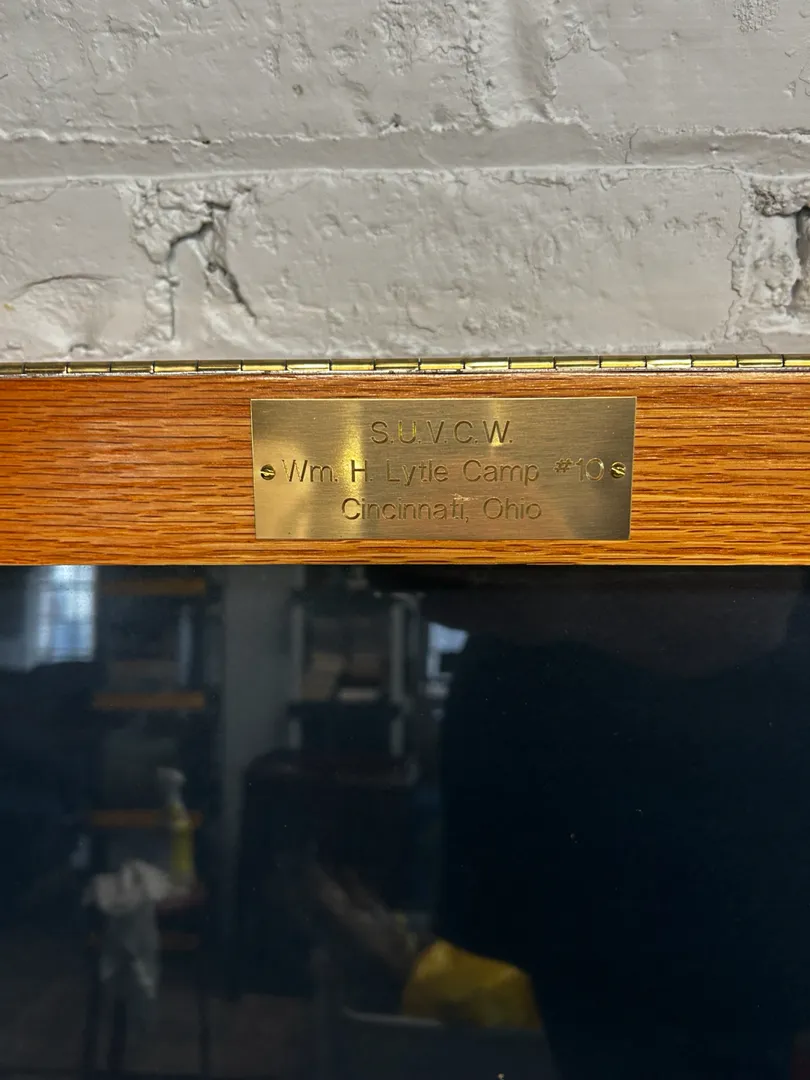 S.U.V.C.W.
Wm. H. Lytle Camp #10
Cincinnati, Ohio